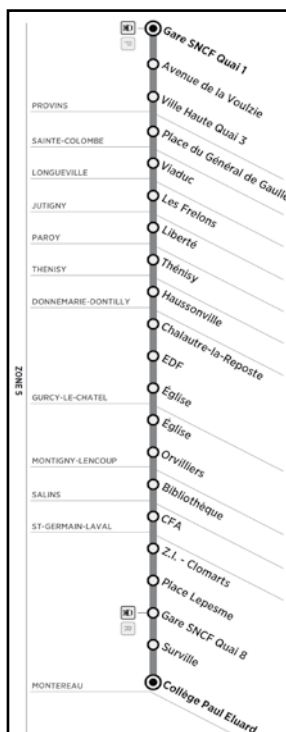 Gare SNCF Quai 1
Avenue de la Voulzie
Ville Haute Quai 3
PROVINS
Place du Général de Gaulle
SAINTE-COLOMBE
Viaduc
LONGUEVILLE
Les Frelons
JUTIGNY
Liberté
PAROY
Thénisy
THÉNISY
Haussonville
DONNEMARIE-DONTILLY
Chalautre-la-Reposte
EDF
ZONE 5
Église
GURCY-LE-CHATEL
Église
Orvilliers
MONTIGNY-LENCOUP
Bibliothèque
SALINS
CFA
ST-GERMAIN-LAVAL
Z.I. - Clomarts
Place Lepesme
Gare SNCF Quai 8
Surville
MONTEREAU
Collège Paul Eluard